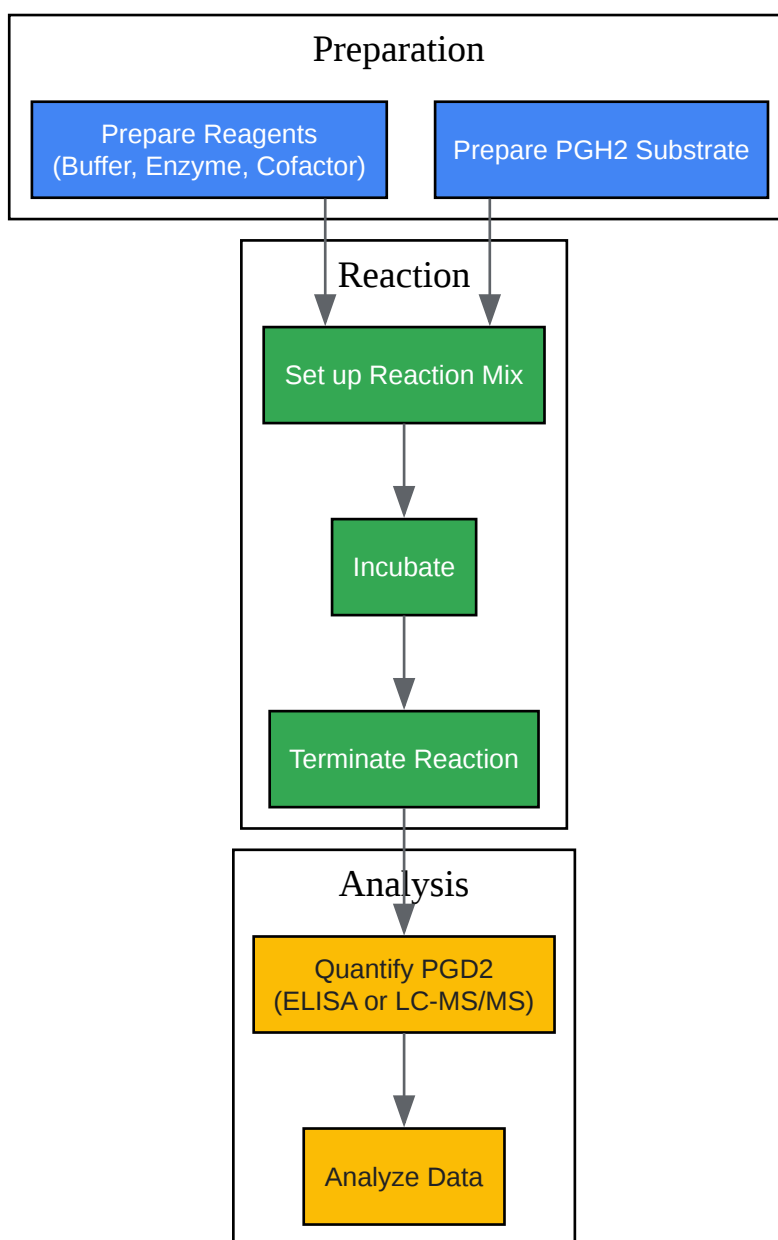 Preparation
Prepare Reagents
(Buffer, Enzyme, Cofactor)
Prepare PGH2 Substrate
Reaction
Set up Reaction Mix
Incubate
Terminate Reaction
Analysis
Quantify PGD2
(ELISA or LC-MS/MS)
Analyze Data